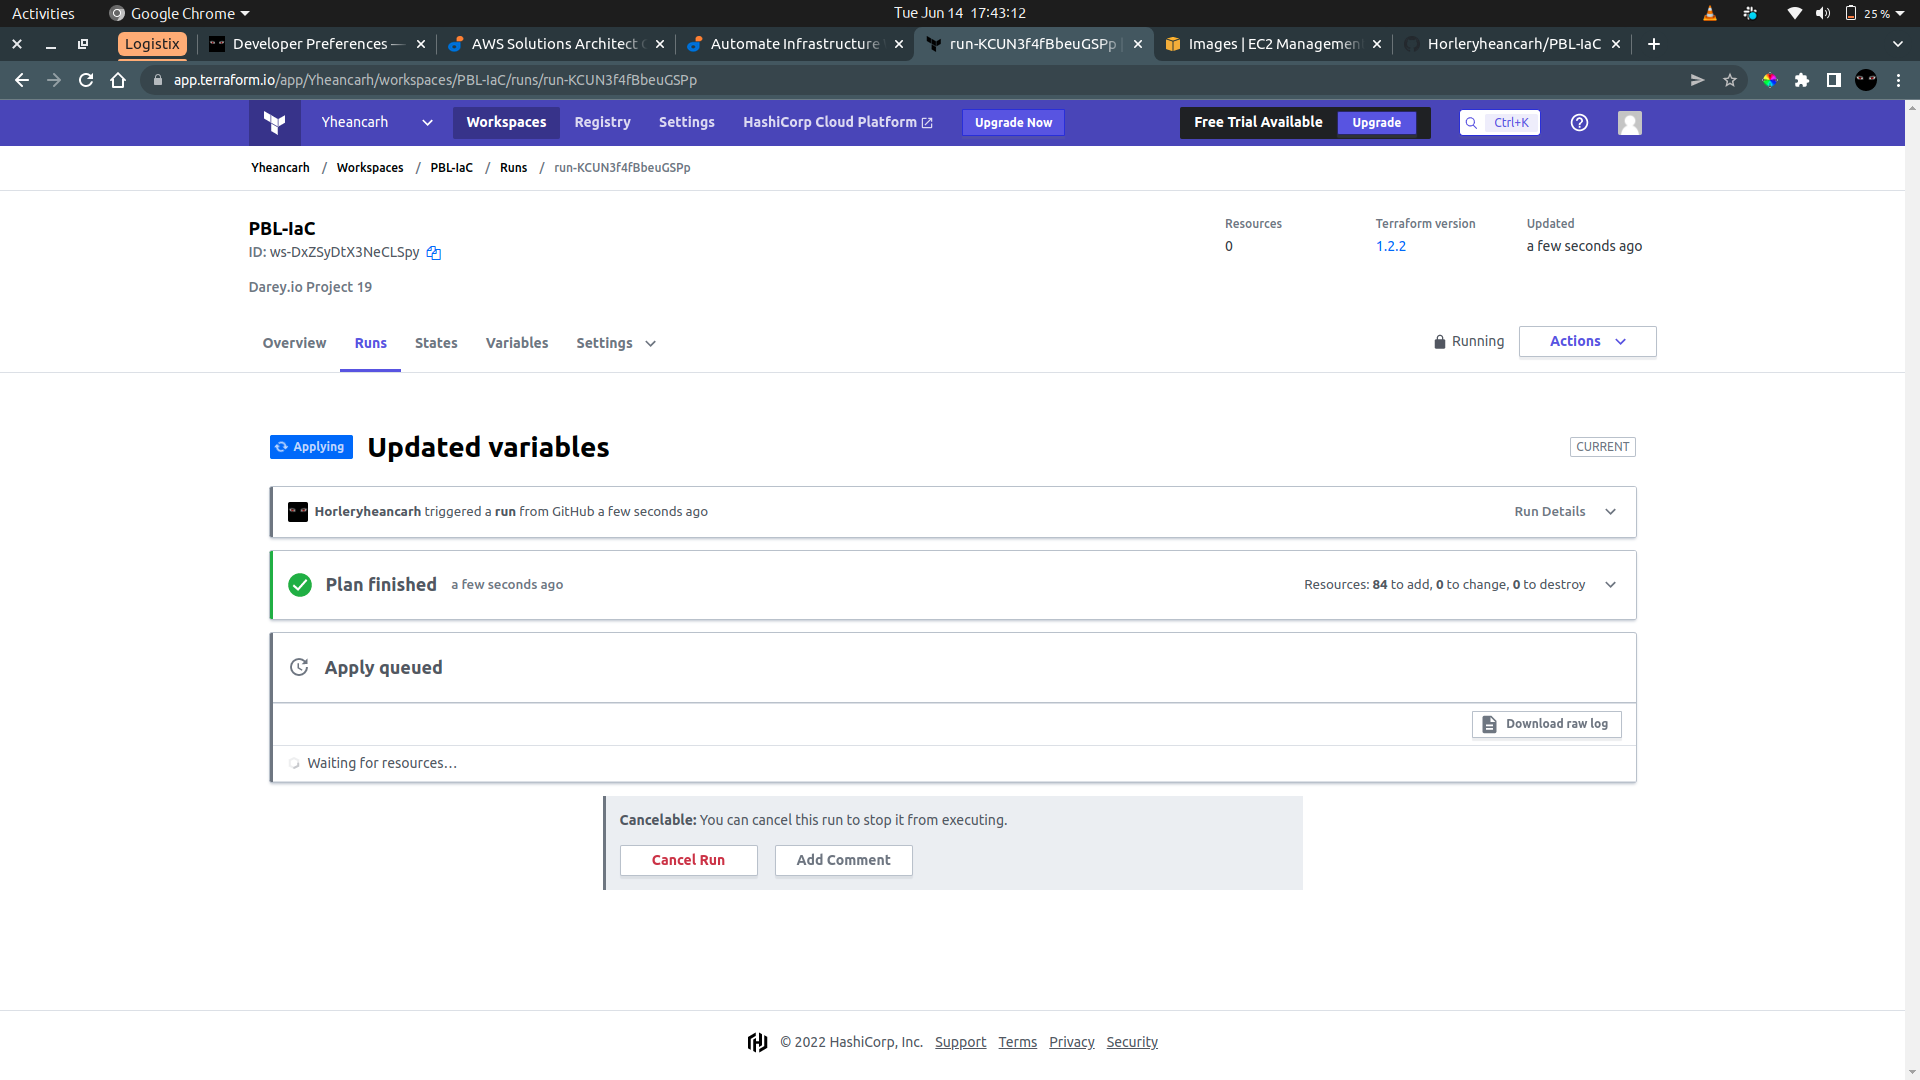 Activities Google Chrome Tue Jun 14 17:43:12 25 %
Logistix Developer Preferences — AWS Solutions Architect Automate Infrastructure run-KCUN3f4fBbeuGSPp Images | EC2 Managemen Horleryheancarh/PBL-IaC
app.terraform.io/app/Yheancarh/workspaces/PBL-IaC/runs/run-KCUN3f4fBbeuGSPp
Yheancarh Workspaces Registry Settings HashiCorp Cloud Platform Upgrade Now Free Trial Available Upgrade Ctrl+K
Yheancarh / Workspaces / PBL-IaC / Runs / run-KCUN3f4fBbeuGSPp
PBL-IaC
ID: ws-DxZSyDtX3NeCLSpy
Darey.io Project 19
Resources Terraform version Updated
0 1.2.2 a few seconds ago
Overview Runs States Variables Settings Running Actions
Applying Updated variables CURRENT
Horleryheancarh triggered a run from GitHub a few seconds ago Run Details
Plan finished a few seconds ago Resources: 84 to add, 0 to change, 0 to destroy
Apply queued
Download raw log
Waiting for resources…
Cancelable: You can cancel this run to stop it from executing.
Cancel Run Add Comment
© 2022 HashiCorp, Inc. Support Terms Privacy Security